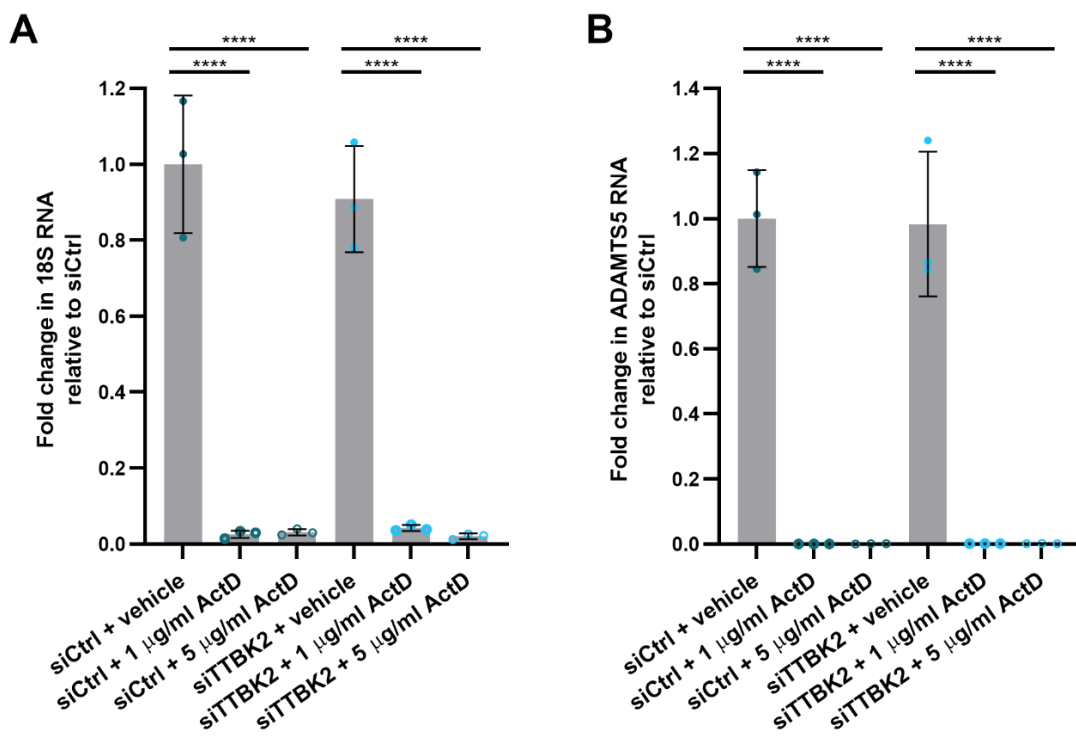 A
****
****
****
****
Fold change in 18S RNA
relative to siCtrl
1.2
1.0
0.8
0.6
0.4
0.2
0.0
siCtrl + vehicle
siCtrl + 1 μg/ml ActD
siCtrl + 5 μg/ml ActD
siTTBK2 + vehicle
siTTBK2 + 1 μg/ml ActD
siTTBK2 + 5 μg/ml ActD
B
****
****
****
****
Fold change in ADAMTS5 RNA
relative to siCtrl
1.4
1.2
1.0
0.8
0.6
0.4
0.2
0.0
siCtrl + vehicle
siCtrl + 1 μg/ml ActD
siCtrl + 5 μg/ml ActD
siTTBK2 + vehicle
siTTBK2 + 1 μg/ml ActD
siTTBK2 + 5 μg/ml ActD